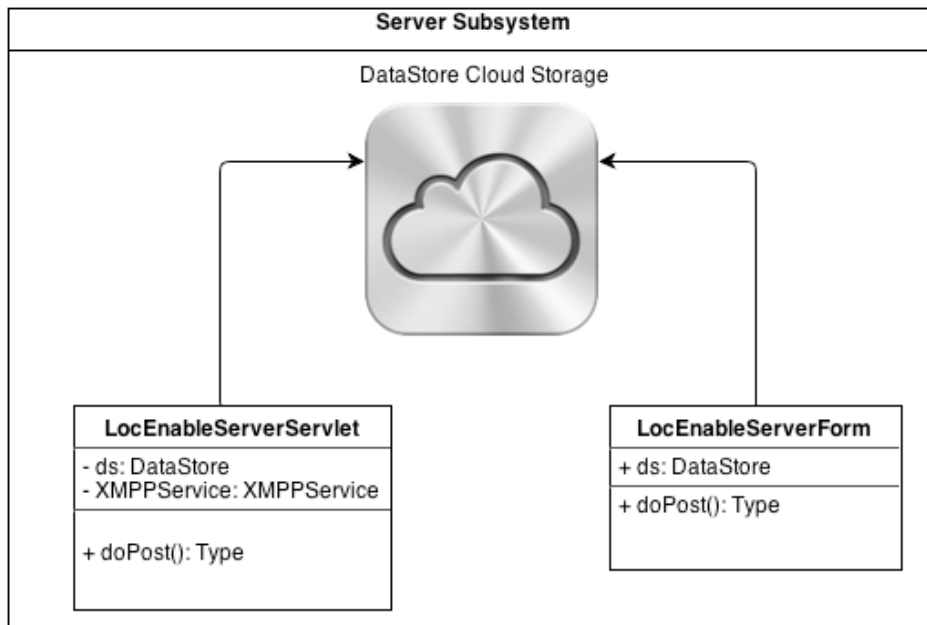 Server Subsystem
DataStore Cloud Storage
LocEnableServerServlet
- ds: DataStore
- XMPPService: XMPPService
+ doPost(): Type
LocEnableServerForm
+ ds: DataStore
+ doPost(): Type